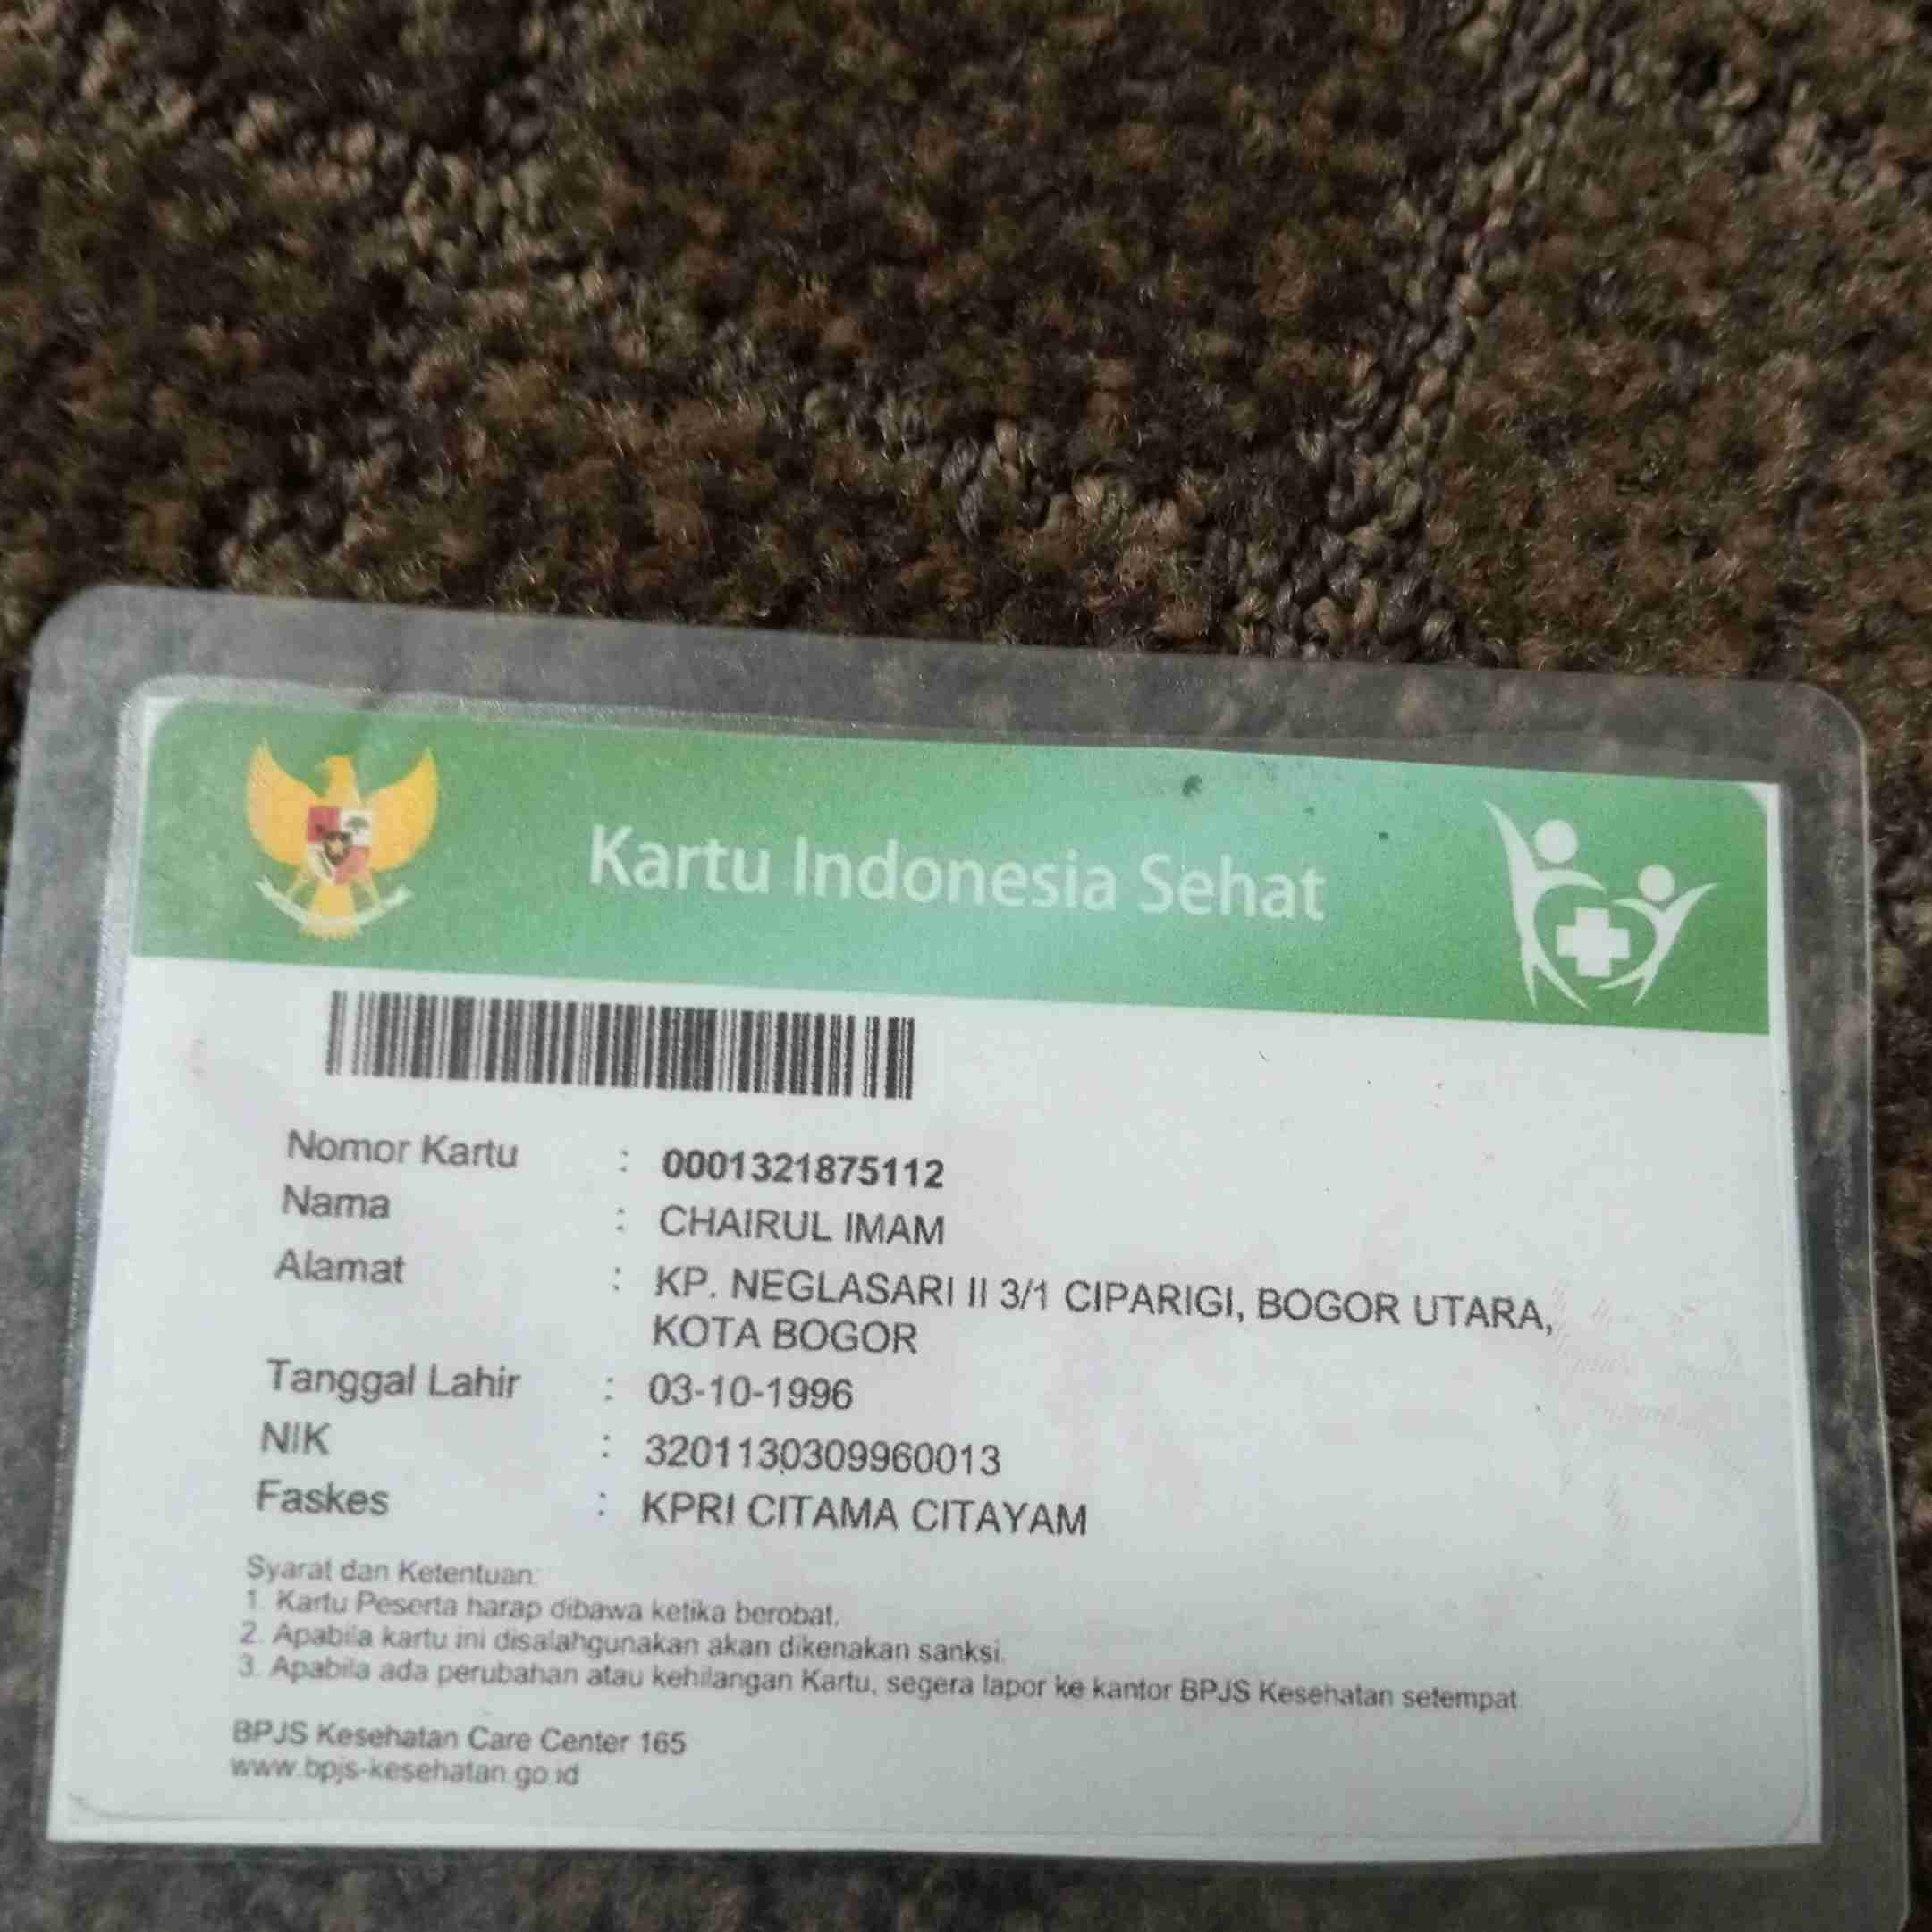 Kartu Indonesia Sehat
Nomor Kartu : 0001321875112
Nama : CHAIRUL IMAM
Alamat : KP. NEGLASARI II 3/1 CIPARIGI, BOGOR UTARA,
KOTA BOGOR
Tanggal Lahir : 03-10-1996
NIK : 3201130309960013
Faskes : KPRI CITAMA CITAYAM
Syarat dan Ketentuan:
1. Kartu Peserta harap dibawa ketika berobat.
2. Apabila kartu ini disalahgunakan akan dikenakan sanksi.
3. Apabila ada perubahan atau kehilangan Kartu, segera lapor ke kantor BPJS Kesehatan setempat
BPJS Kesehatan Care Center 165
www.bpjs-kesehatan.go.id